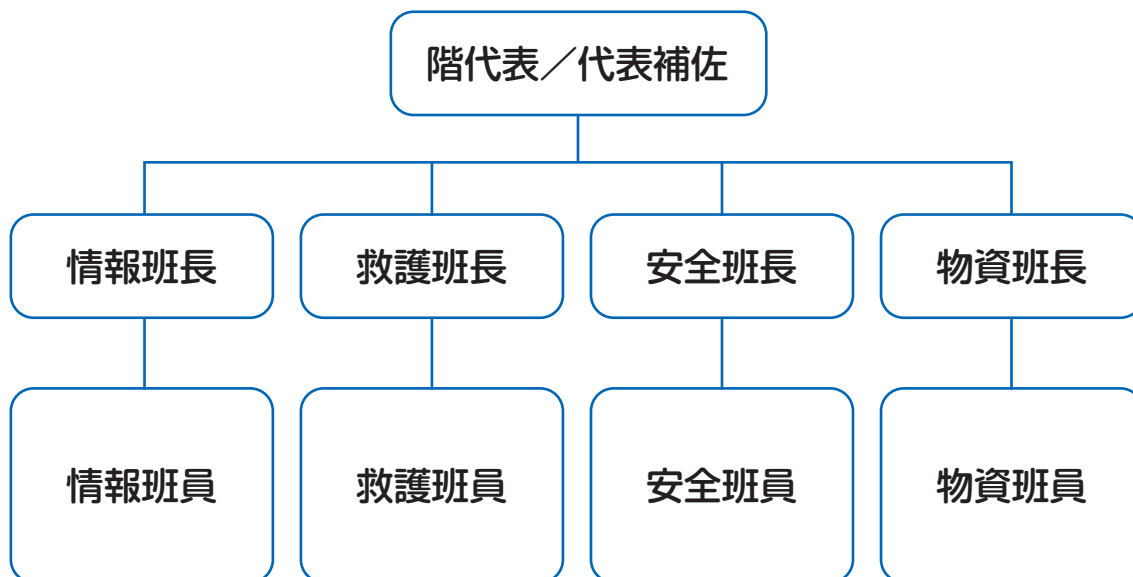 階代表／代表補佐
情報班長
救護班長
安全班長
物資班長
情報班員
救護班員
安全班員
物資班員